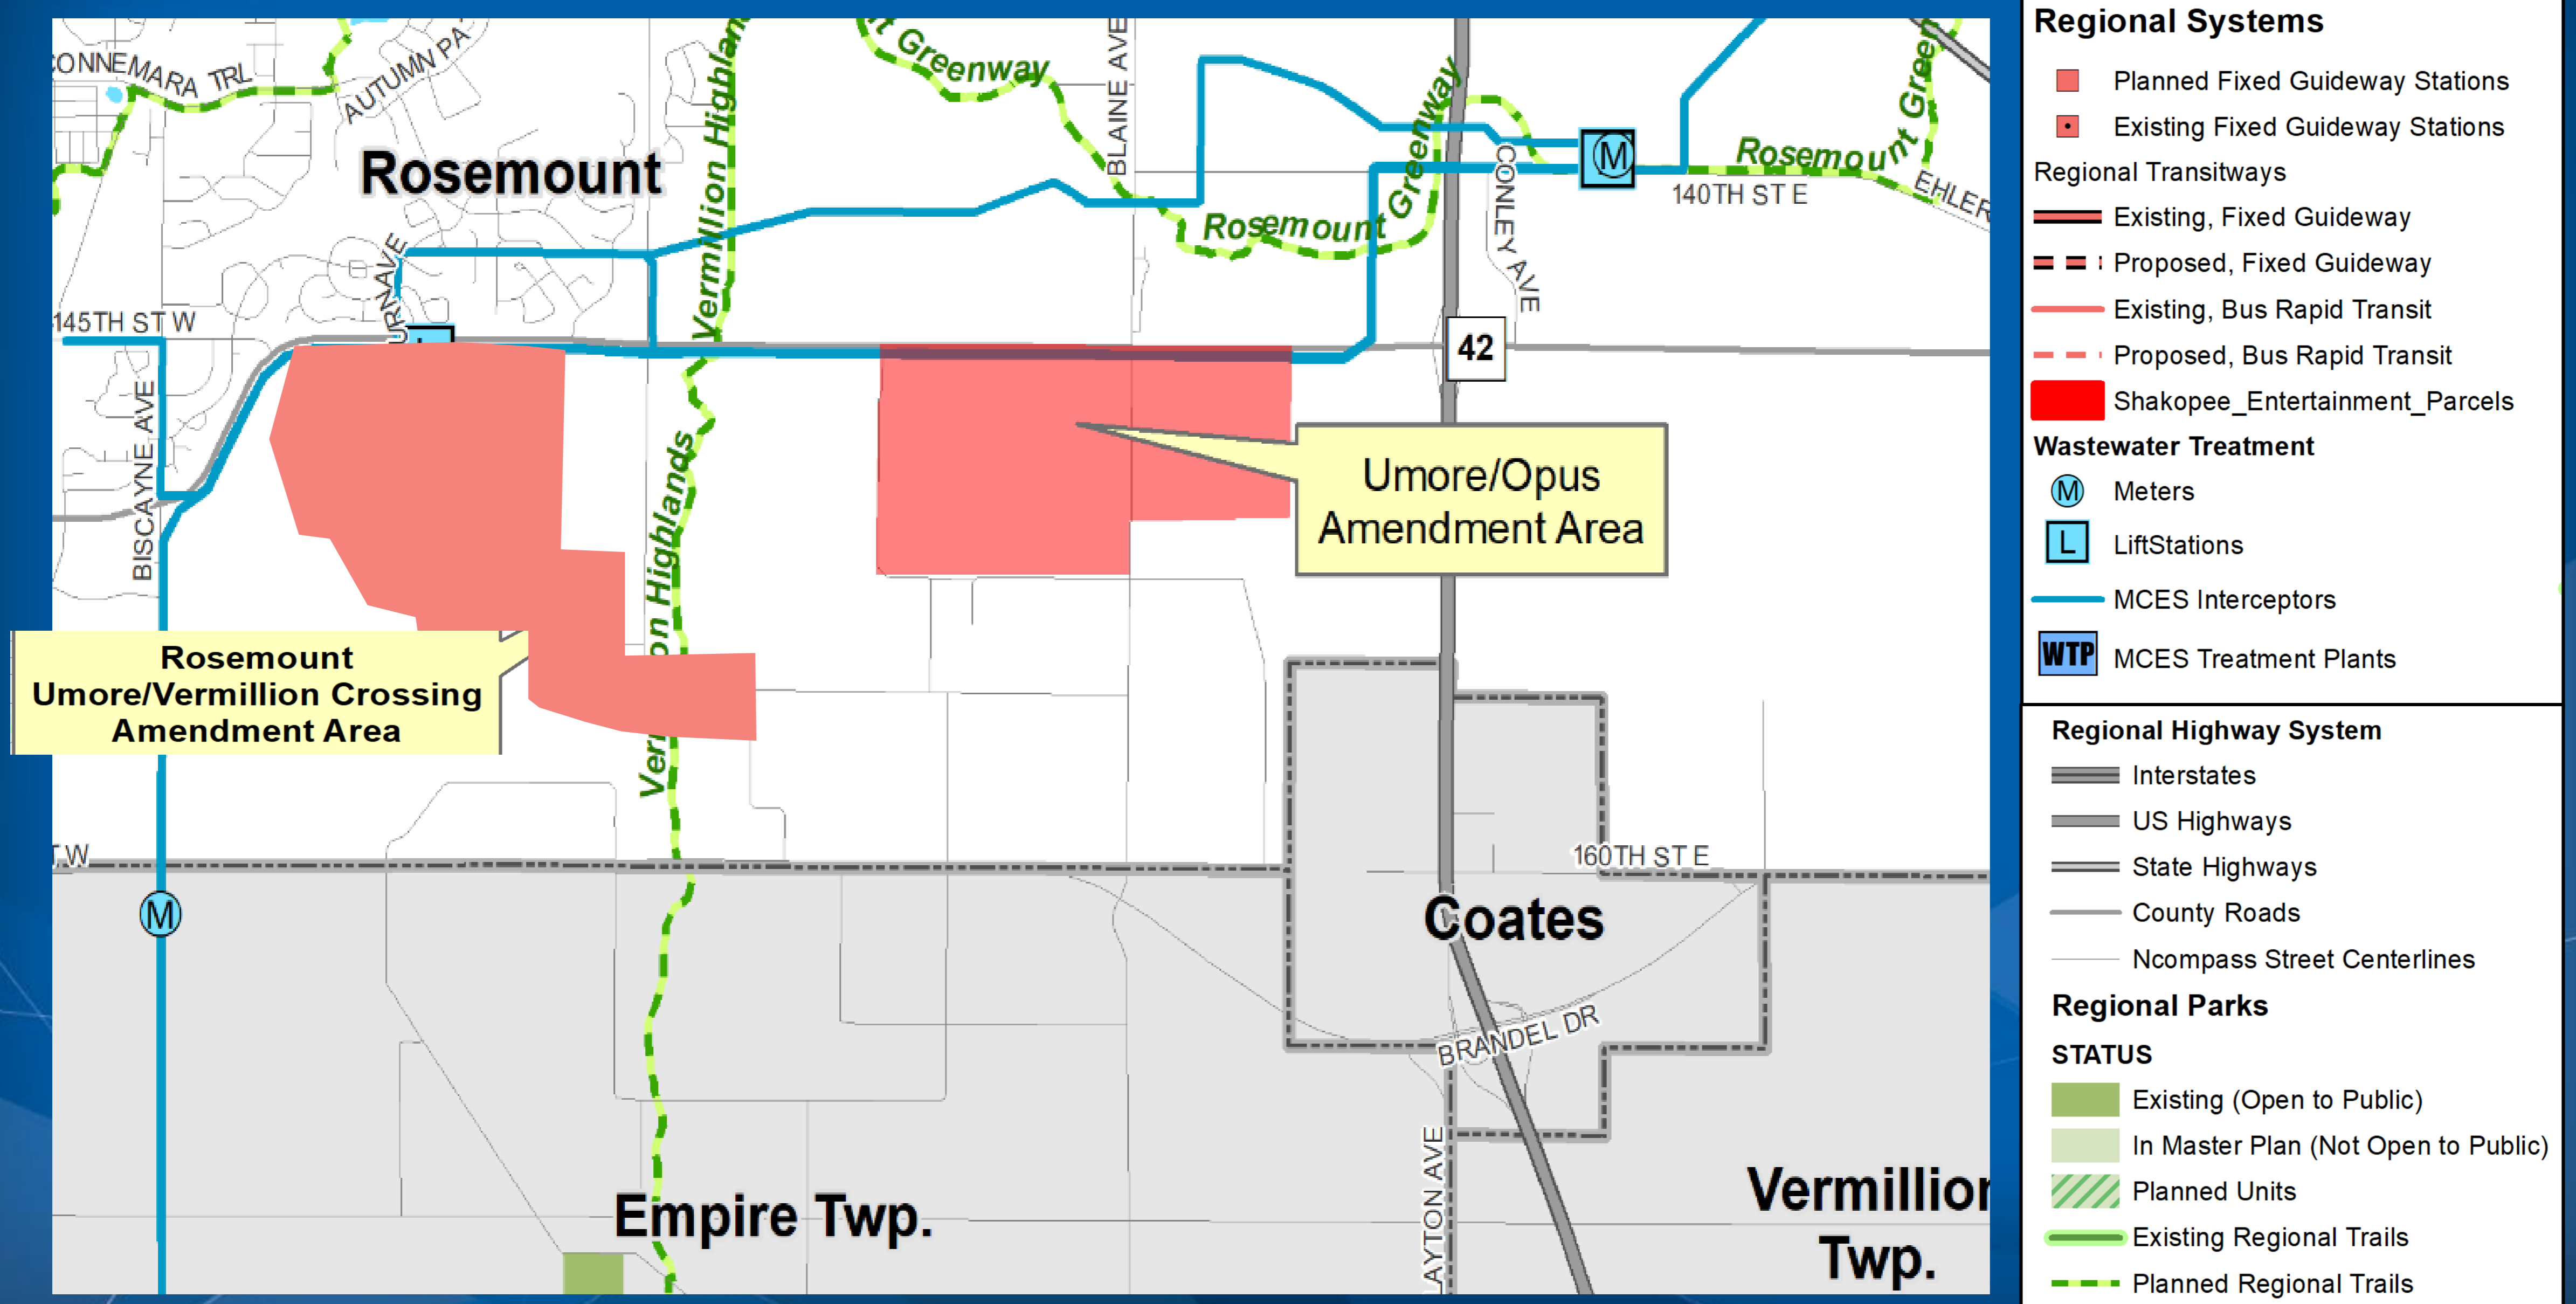 CONNEMARA TRL
AUTUMN PA
Vermillion Highlan
Greenway
BLAINE AVE
Rosemount
Rosemount
Greenway
CONLEY AVE
M
Rosemount
Green
140TH ST E
EHLER
145TH ST W
42
BISCAYNE AVE
Vermillion Highlands
Umore/Opus
Amendment Area
Rosemount
Umore/Vermillion Crossing
Amendment Area
T W
160TH ST E
M
Coates
BRANDEL DR
AYTON AVE
Empire Twp.
Vermillion
Twp.
Regional Systems
Planned Fixed Guideway Stations
Existing Fixed Guideway Stations
Regional Transitways
Existing, Fixed Guideway
Proposed, Fixed Guideway
Existing, Bus Rapid Transit
Proposed, Bus Rapid Transit
Shakopee_Entertainment_Parcels
Wastewater Treatment
M Meters
L LiftStations
MCES Interceptors
WTP MCES Treatment Plants
Regional Highway System
Interstates
US Highways
State Highways
County Roads
Ncompass Street Centerlines
Regional Parks
STATUS
Existing (Open to Public)
In Master Plan (Not Open to Public)
Planned Units
Existing Regional Trails
Planned Regional Trails